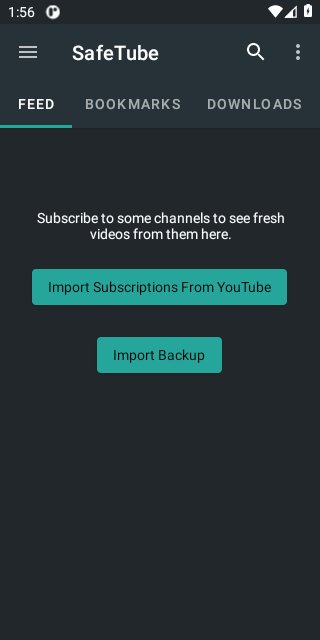 1:56
SafeTube
FEED
BOOKMARKS
DOWNLOADS
Subscribe to some channels to see fresh
videos from them here.
Import Subscriptions From YouTube
Import Backup